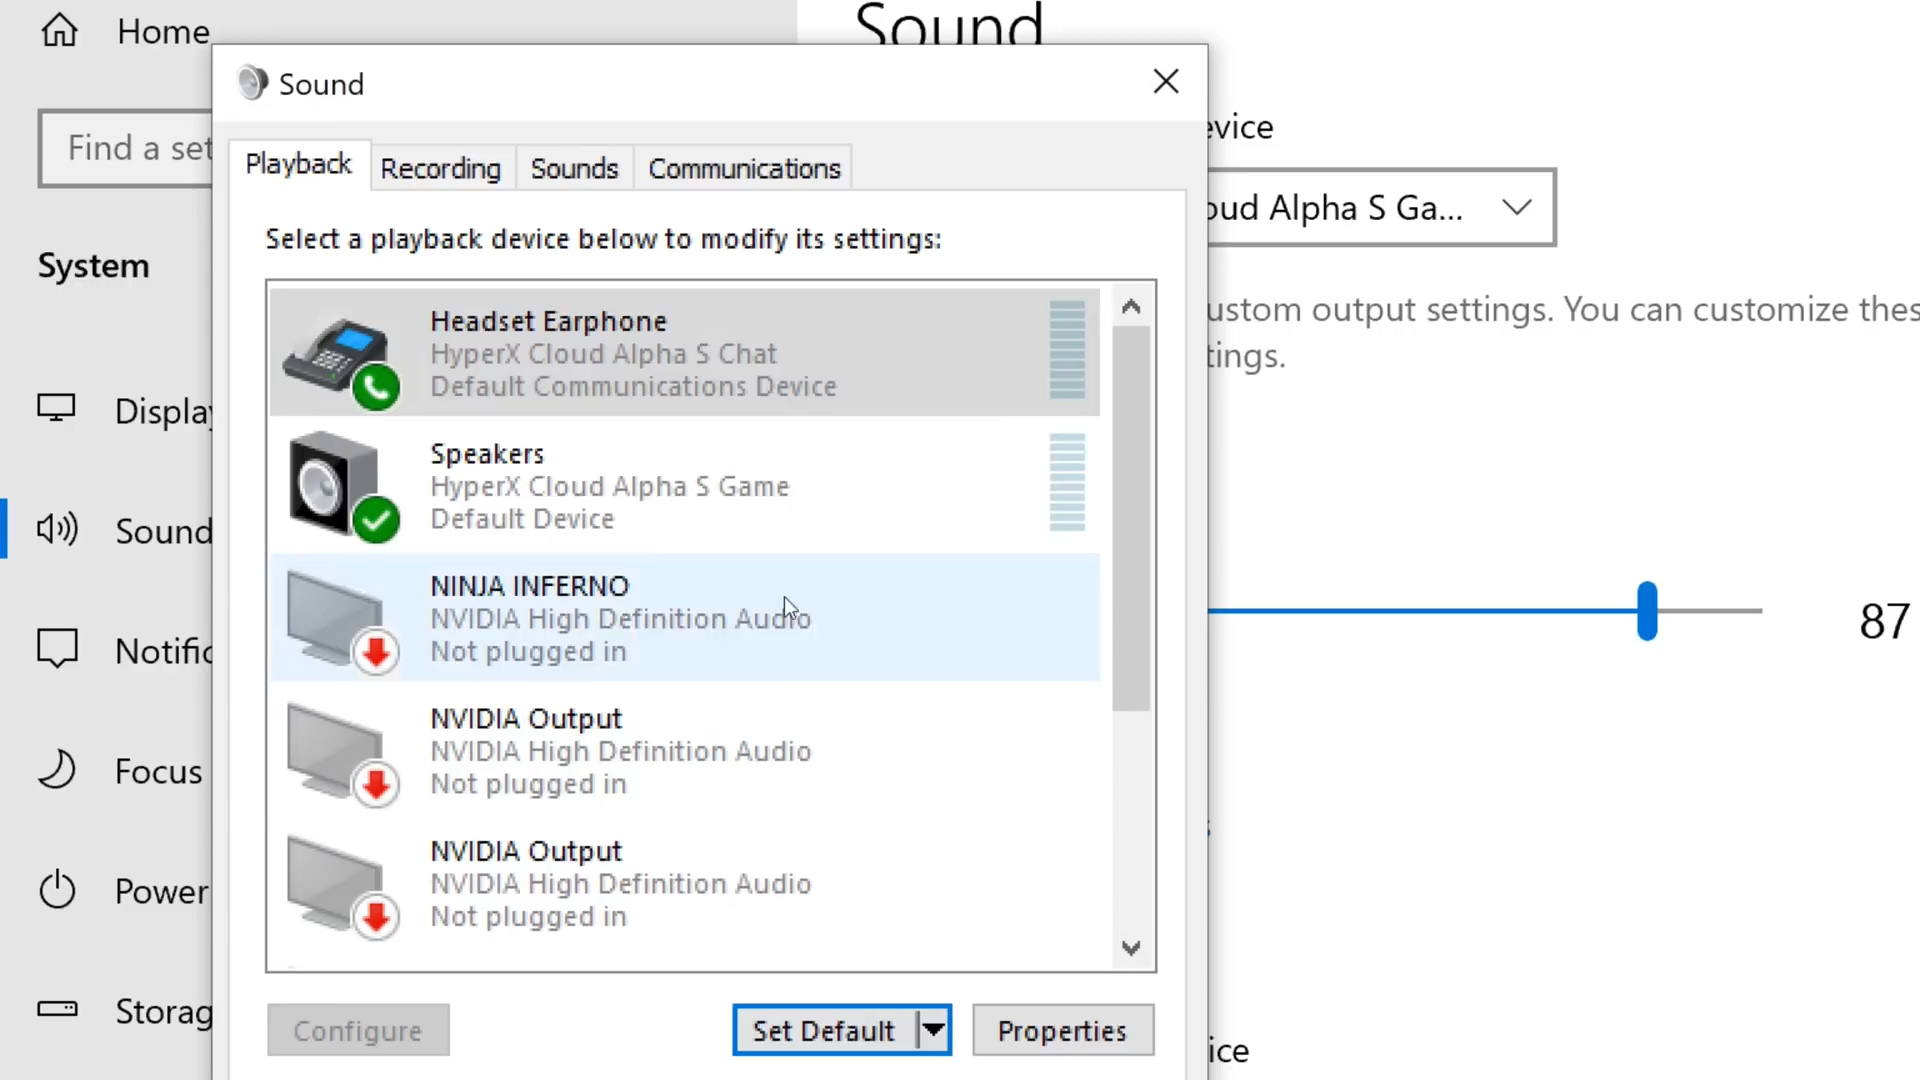 Home
Sound
Sound
Find a set
evice
Playback
Recording
Sounds
Communications
Select a playback device below to modify its settings:
oud Alpha S Ga...
System
Headset Earphone
HyperX Cloud Alpha S Chat
Default Communications Device
ustom output settings. You can customize thes
tings.
Display
Speakers
HyperX Cloud Alpha S Game
Default Device
Sound
NINJA INFERNO
NVIDIA High Definition Audio
Not plugged in
87
Notific
NVIDIA Output
NVIDIA High Definition Audio
Not plugged in
Focus
NVIDIA Output
NVIDIA High Definition Audio
Not plugged in
Power
Storag
Configure
Set Default
Properties
ice